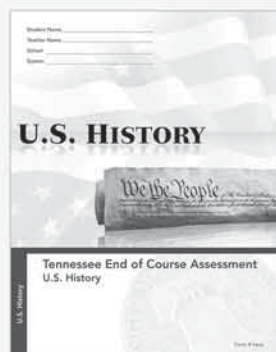 Student Name
Teacher Name
School
System
U.S. HISTORY
We the People
Tennessee End of Course Assessment
U.S. History
U.S. History